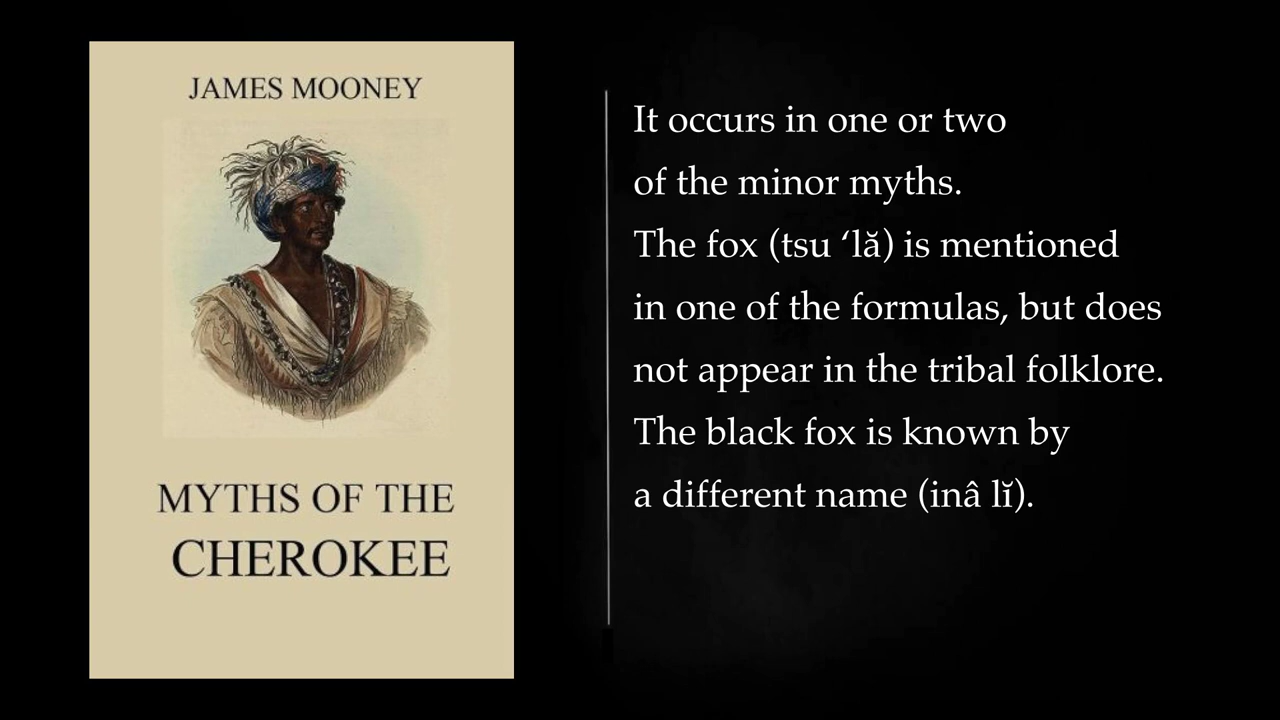 JAMES MOONEY
MYTHS OF THE
CHEROKEE
It occurs in one or two
of the minor myths.
The fox (tsu ‘lă) is mentioned
in one of the formulas, but does
not appear in the tribal folklore.
The black fox is known by
a different name (inâ lĭ).